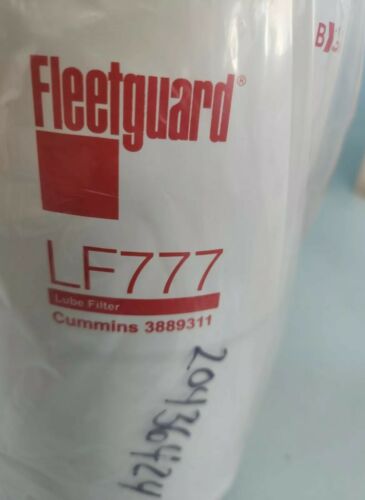 Fleetguard®
LF777
Lube Filter
Cummins 3889311
20436424
B